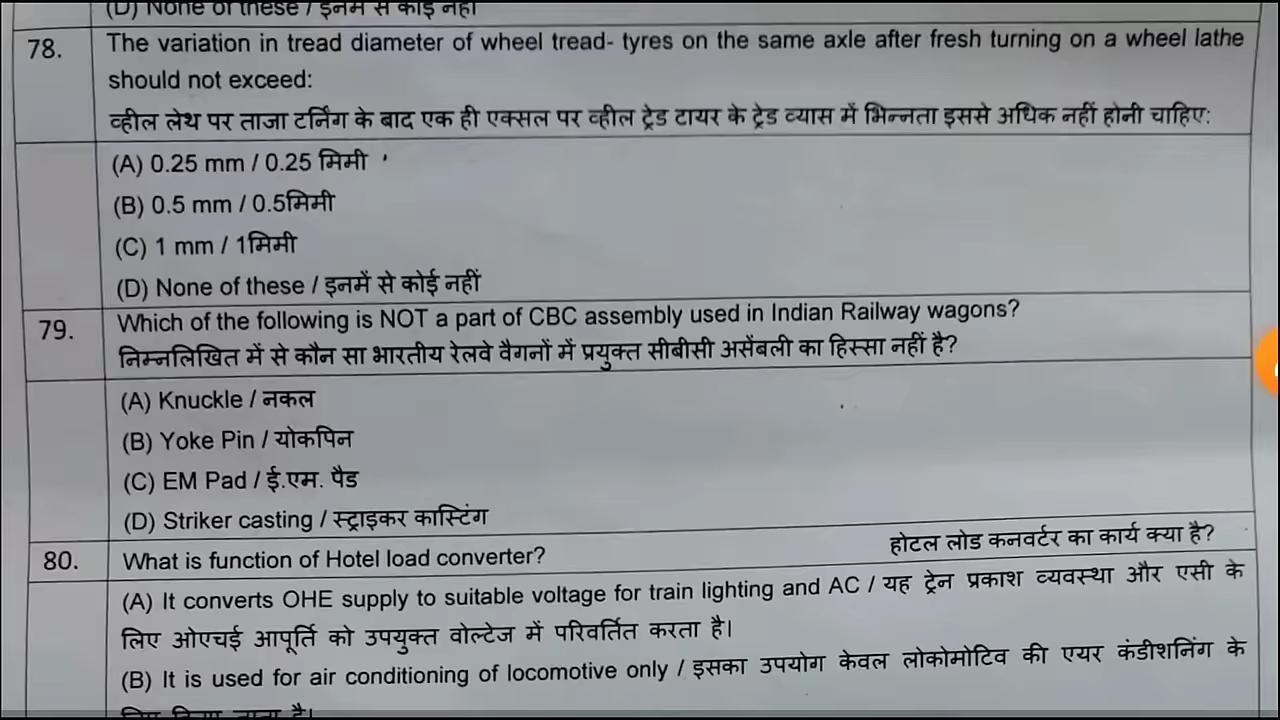 (D) None of these / इनमें से कोई नहीं
78. The variation in tread diameter of wheel tread- tyres on the same axle after fresh turning on a wheel lathe
should not exceed:
व्हील लेथ पर ताजा टर्निंग के बाद एक ही एक्सल पर व्हील ट्रेड टायर के ट्रेड व्यास में भिन्नता इससे अधिक नहीं होनी चाहिए:
(A) 0.25 mm / 0.25 मिमी
(B) 0.5 mm / 0.5मिमी
(C) 1 mm / 1मिमी
(D) None of these / इनमें से कोई नहीं
79. Which of the following is NOT a part of CBC assembly used in Indian Railway wagons?
निम्नलिखित में से कौन सा भारतीय रेलवे वैगनों में प्रयुक्त सीबीसी असेंबली का हिस्सा नहीं है?
(A) Knuckle / नकल
(B) Yoke Pin / योकपिन
(C) EM Pad / ई.एम. पैड
(D) Striker casting / स्ट्राइकर कास्टिंग
80. What is function of Hotel load converter? होटल लोड कनवर्टर का कार्य क्या है?
(A) It converts OHE supply to suitable voltage for train lighting and AC / यह ट्रेन प्रकाश व्यवस्था और एसी के
लिए ओएचई आपूर्ति को उपयुक्त वोल्टेज में परिवर्तित करता है।
(B) It is used for air conditioning of locomotive only / इसका उपयोग केवल लोकोमोटिव की एयर कंडीशनिंग के
लिए किया जाता है।